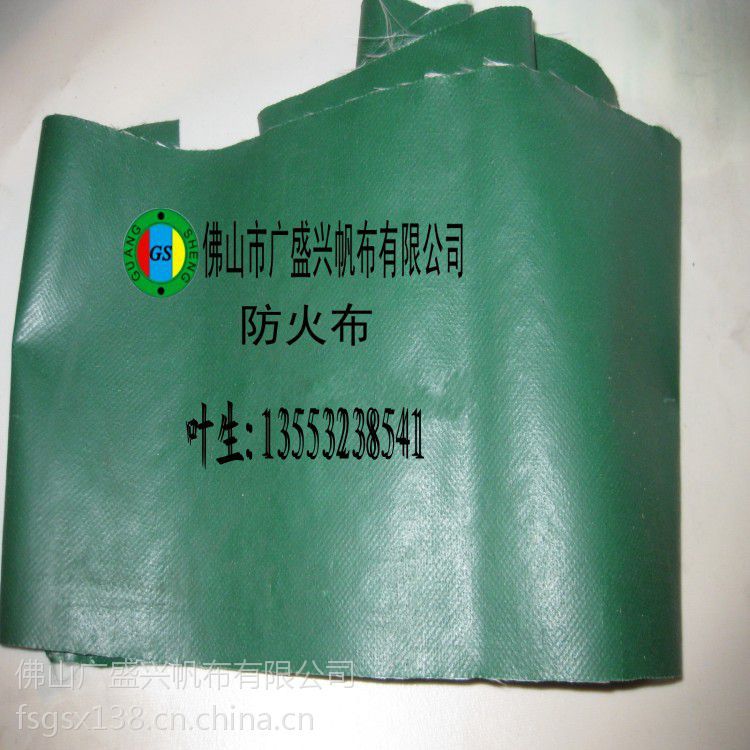 GUANG SHENG
GS
佛山市广盛兴帆布有限公司
防火布
叶生:13553238541
佛山广盛兴帆布有限公司
fsgsx138.cn.china.cn